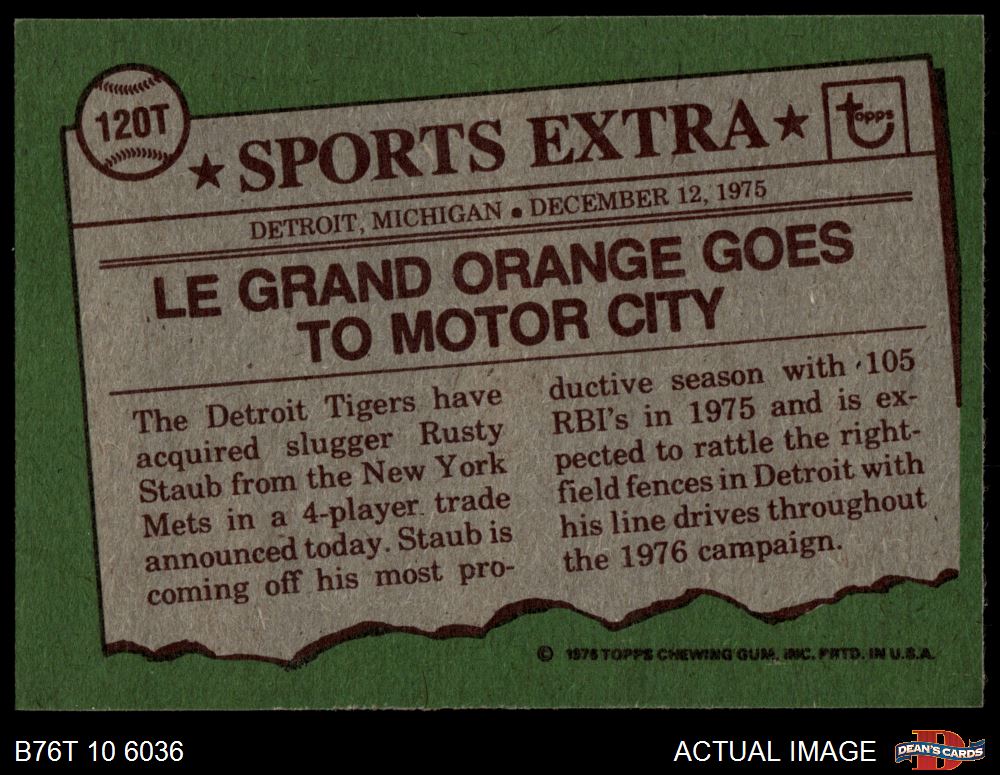 120T
★ SPORTS EXTRA ★
topps
DETROIT, MICHIGAN • DECEMBER 12, 1975
LE GRAND ORANGE GOES
TO MOTOR CITY
The Detroit Tigers have
acquired slugger Rusty
Staub from the New York
Mets in a 4-player trade
announced today. Staub is
coming off his most pro-
ductive season with 105
RBI's in 1975 and is ex-
pected to rattle the right-
field fences in Detroit with
his line drives throughout
the 1976 campaign.
© 1976 TOPPS CHEWING GUM, INC. PRTD. IN U.S.A.
B76T 10 6036
ACTUAL IMAGE
DEAN'S CARDS